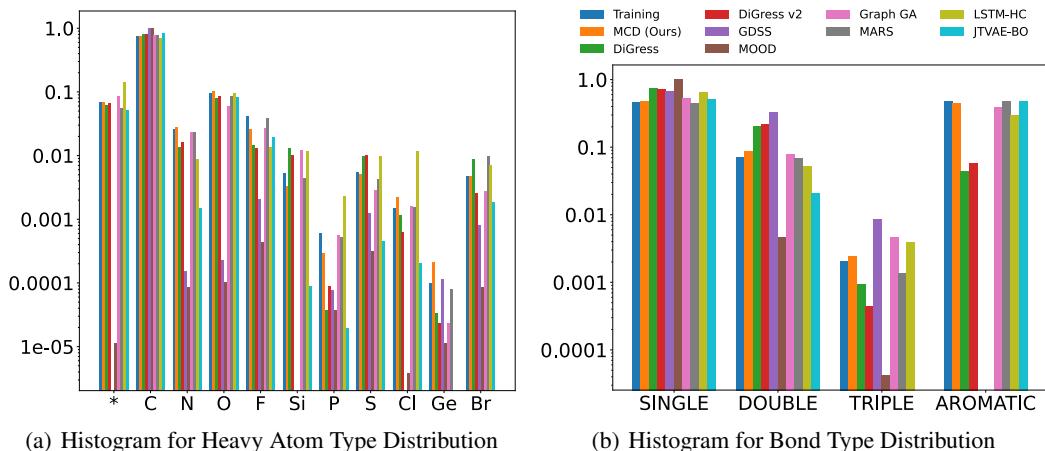 1.0
0.1
0.01
0.001
0.0001
1e-05
* C N O F Si P S Cl Ge Br
(a) Histogram for Heavy Atom Type Distribution
Training DiGress v2 Graph GA LSTM-HC
MCD (Ours) GDSS MARS JTVAE-BO
DiGress MOOD
1.0
0.1
0.01
0.001
0.0001
SINGLE DOUBLE TRIPLE AROMATIC
(b) Histogram for Bond Type Distribution